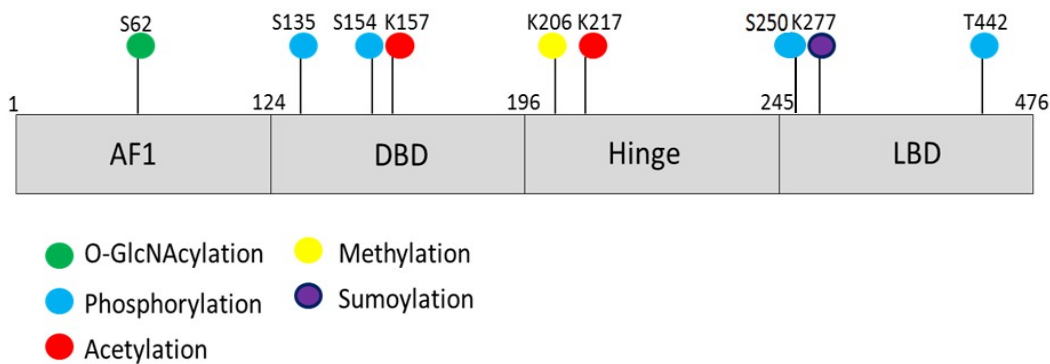 S62 S135 S154 K157 K206 K217 S250 K277 T442
1 124 196 245 476
AF1 DBD Hinge LBD
O-GlcNAcylation Methylation
Phosphorylation Sumoylation
Acetylation